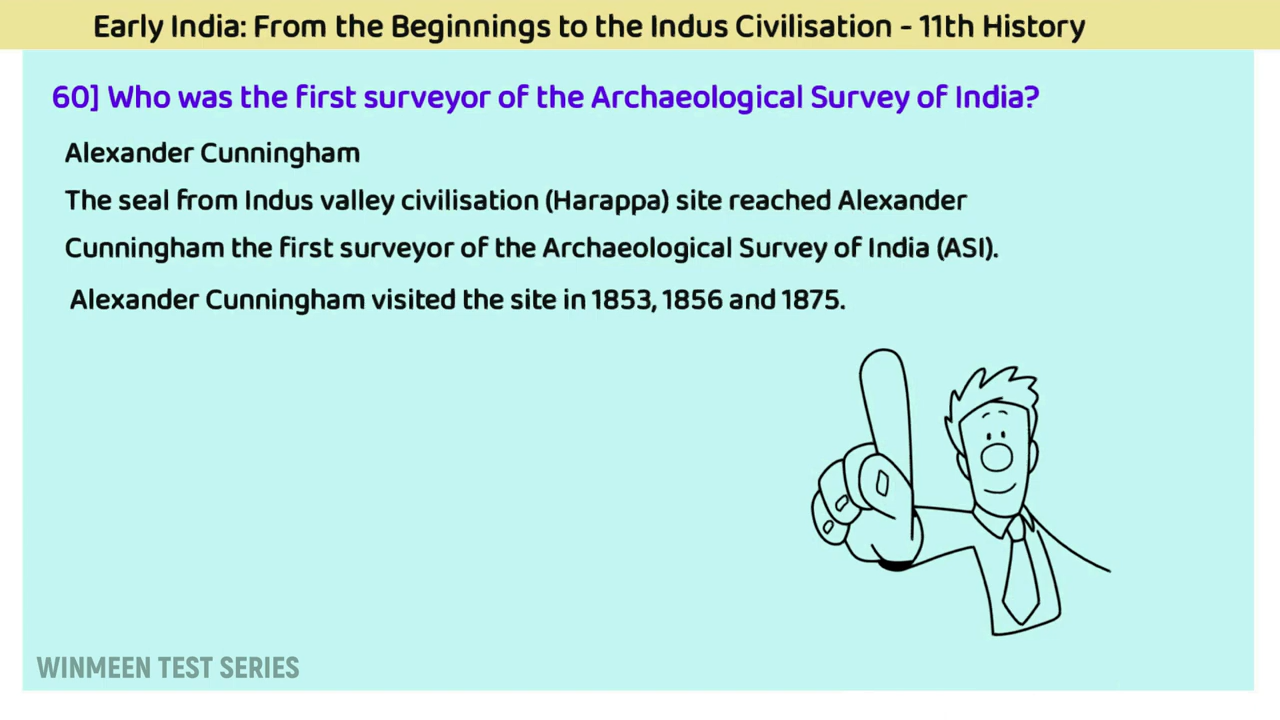 Early India: From the Beginnings to the Indus Civilisation - 11th History
60] Who was the first surveyor of the Archaeological Survey of India?
Alexander Cunningham
The seal from Indus valley civilisation (Harappa) site reached Alexander
Cunningham the first surveyor of the Archaeological Survey of India (ASI).
Alexander Cunningham visited the site in 1853, 1856 and 1875.
WINMEEN TEST SERIES